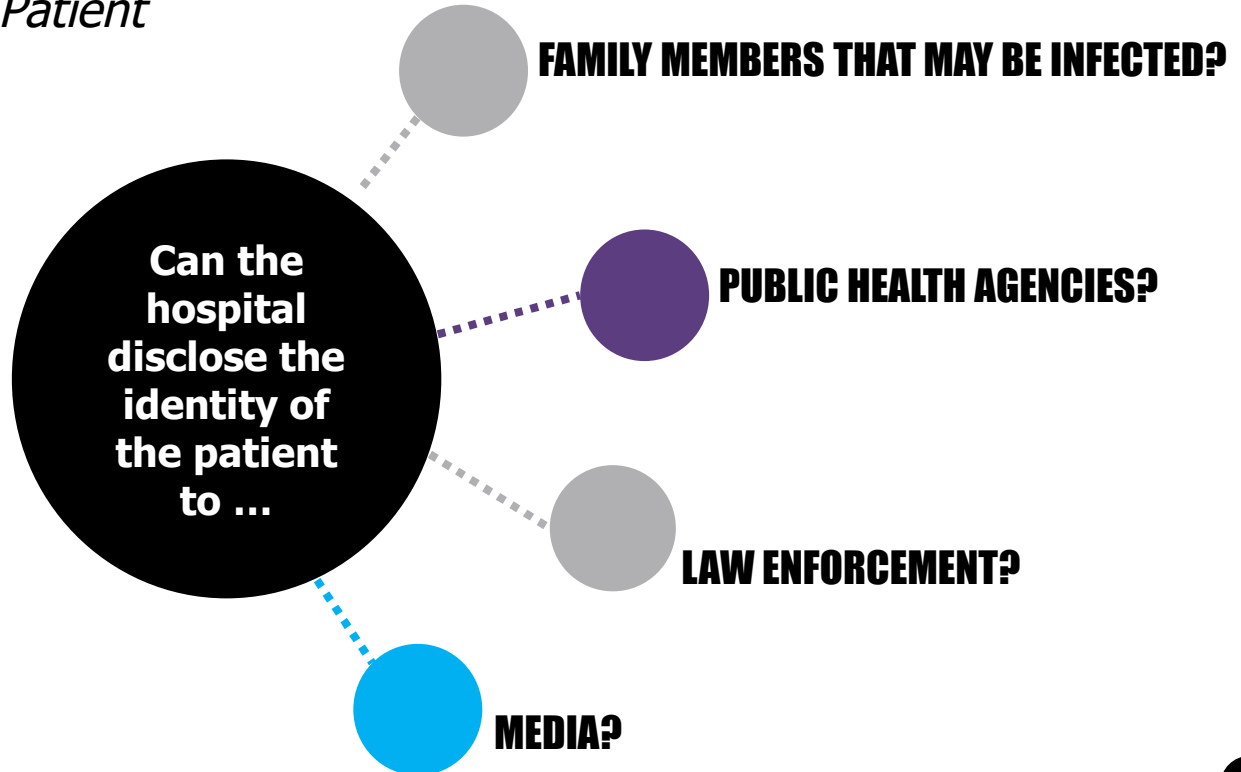 Patient
FAMILY MEMBERS THAT MAY BE INFECTED?
Can the
hospital
disclose the
identity of
the patient
to ...
PUBLIC HEALTH AGENCIES?
LAW ENFORCEMENT?
MEDIA?